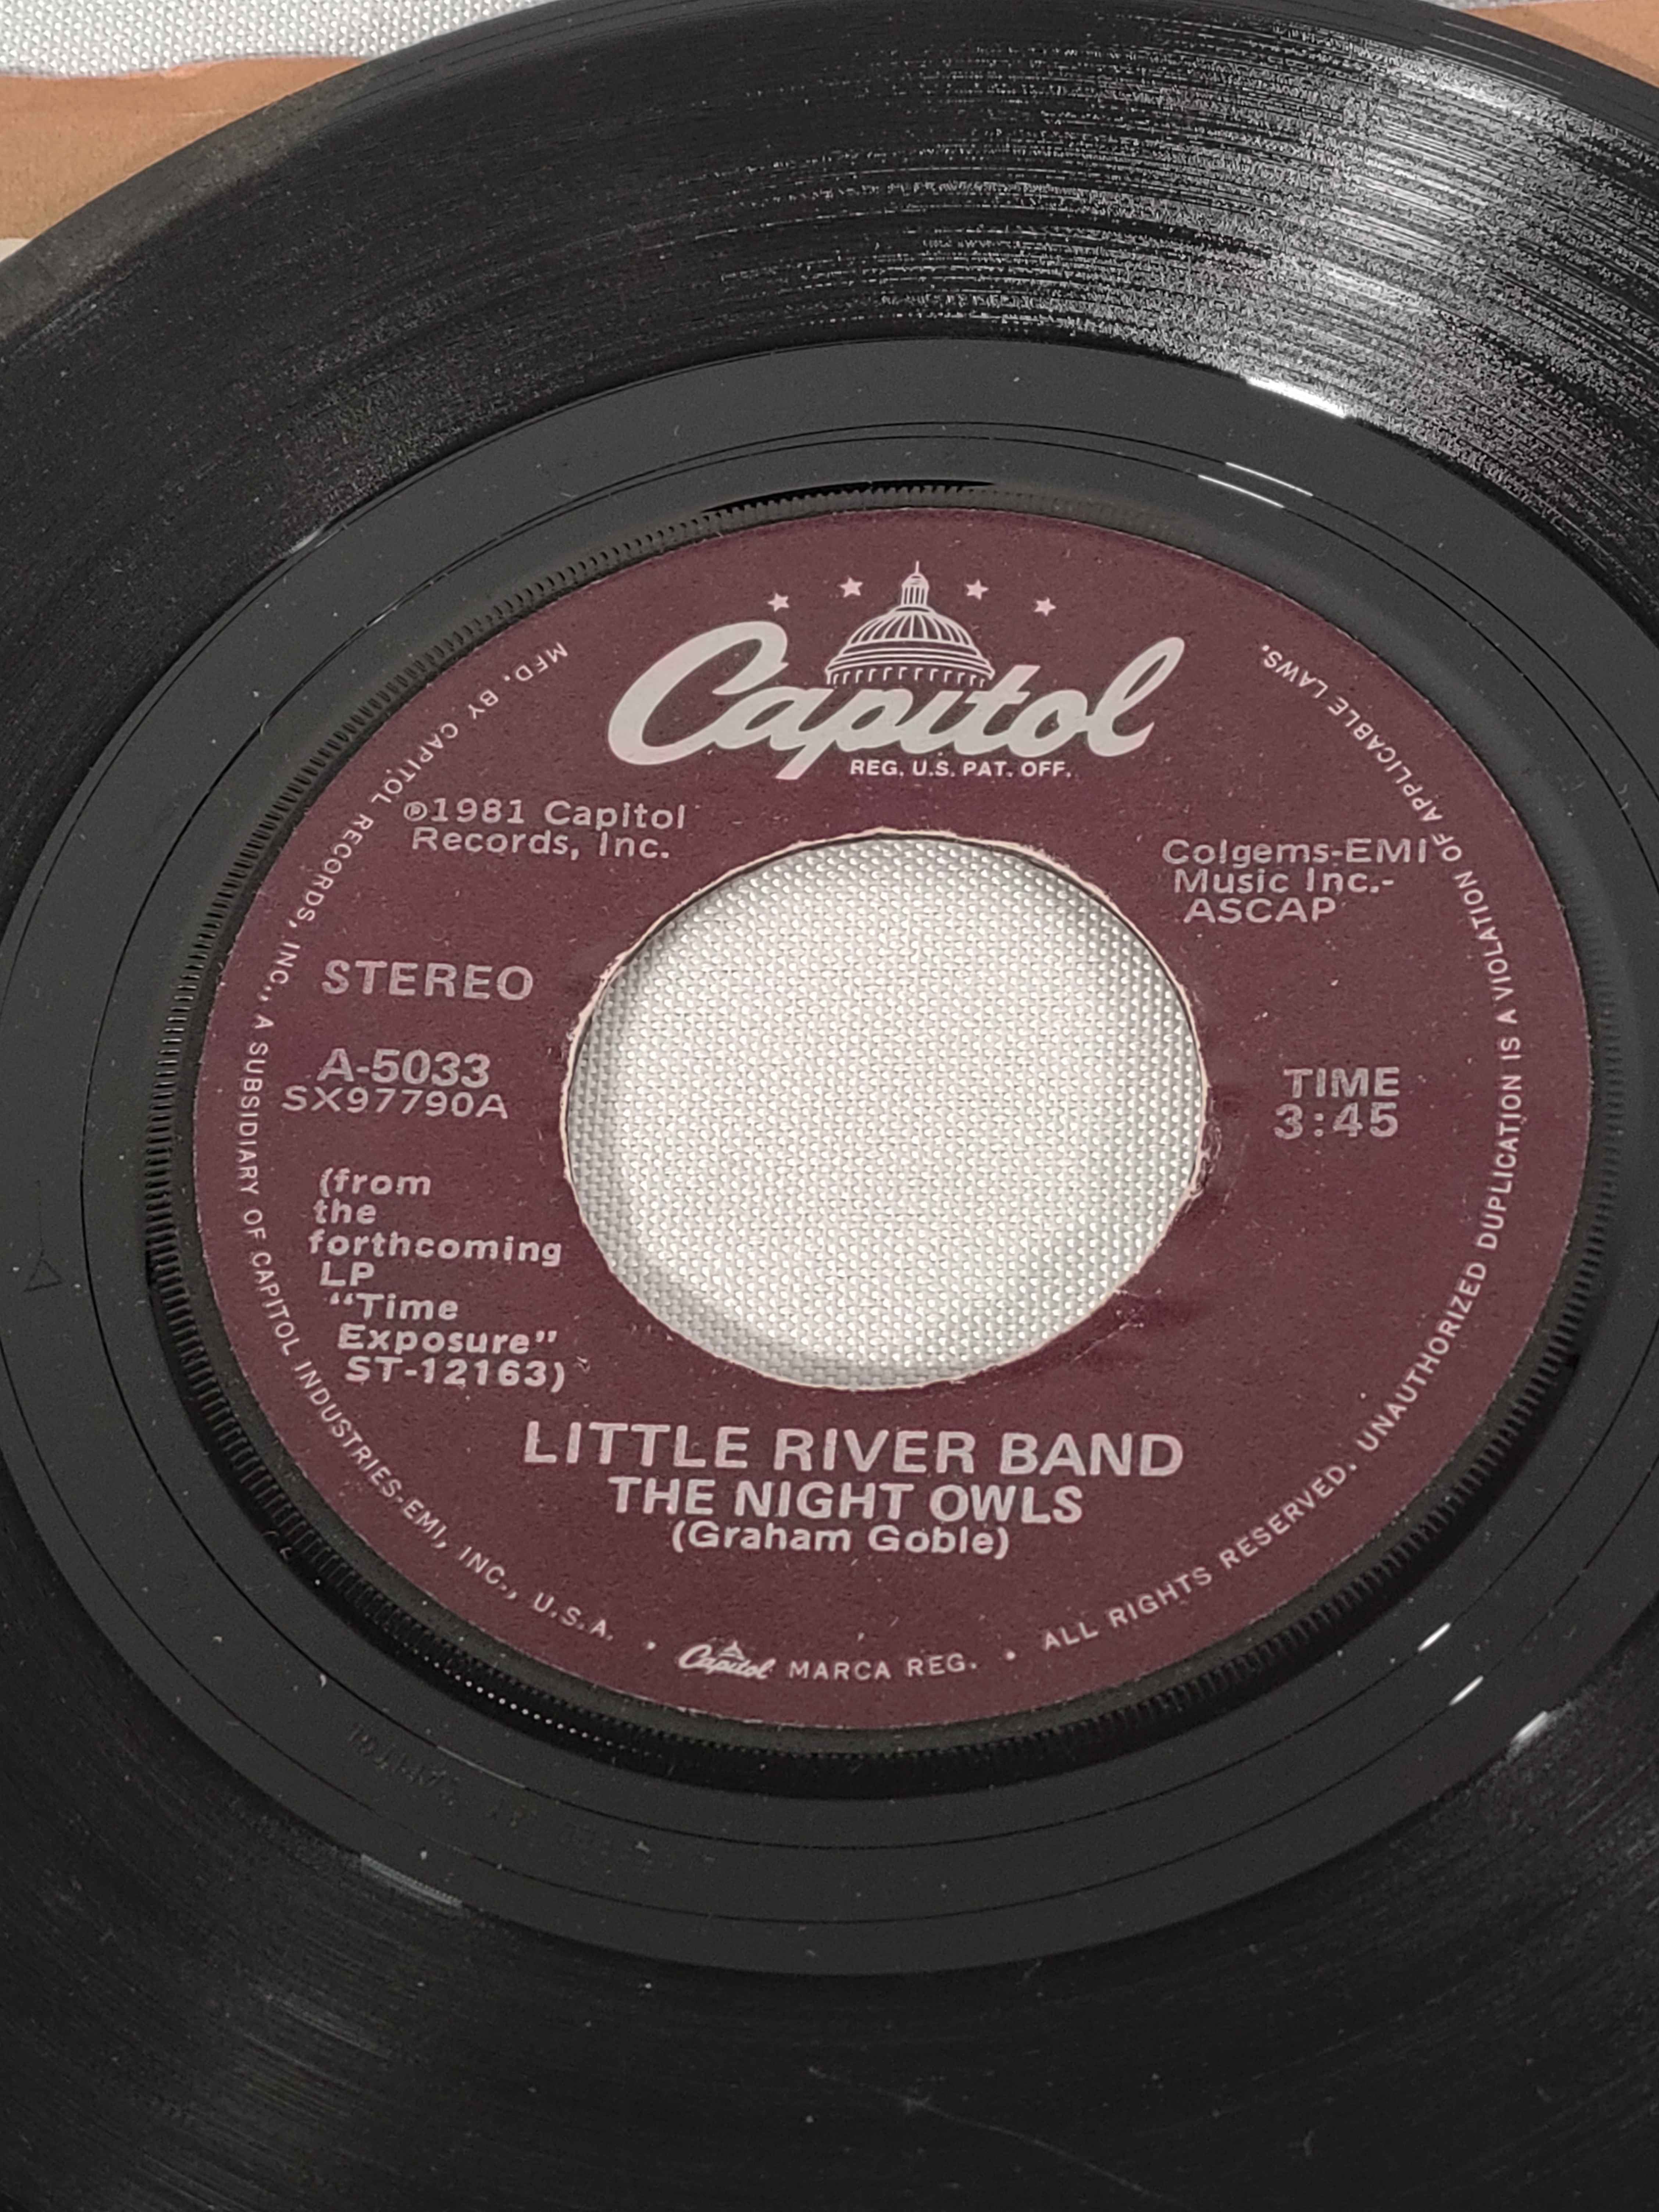 Capitol
REG. U.S. PAT. OFF.
℗1981 Capitol
Records, Inc.
Colgems-EMI
Music Inc.-
ASCAP
STEREO
A-5033
SX97790A
TIME
3:45
(from
the
forthcoming
LP
“Time
Exposure”
ST-12163)
LITTLE RIVER BAND
THE NIGHT OWLS
(Graham Goble)
MFD. BY CAPITOL RECORDS, INC., A SUBSIDIARY OF CAPITOL INDUSTRIES-EMI, INC., U.S.A. • Capitol MARCA REG. • ALL RIGHTS RESERVED. UNAUTHORIZED DUPLICATION IS A VIOLATION OF APPLICABLE LAWS.